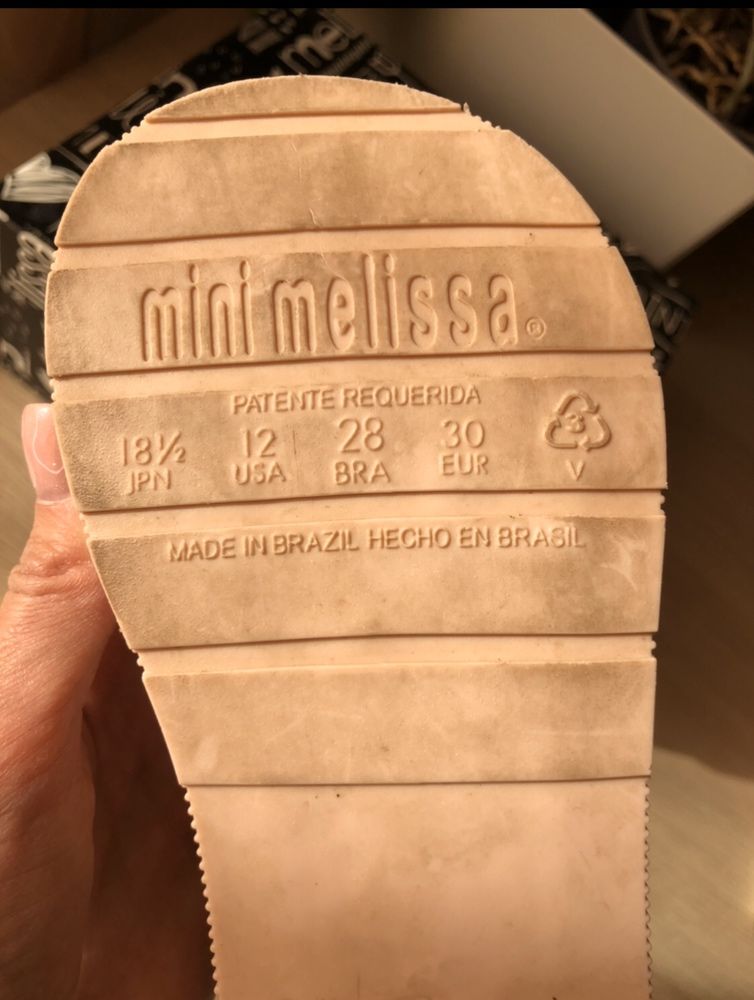 mini melissa®
PATENTE REQUERIDA
18½ 12 28 30 3
JPN USA BRA EUR V
MADE IN BRAZIL HECHO EN BRASIL